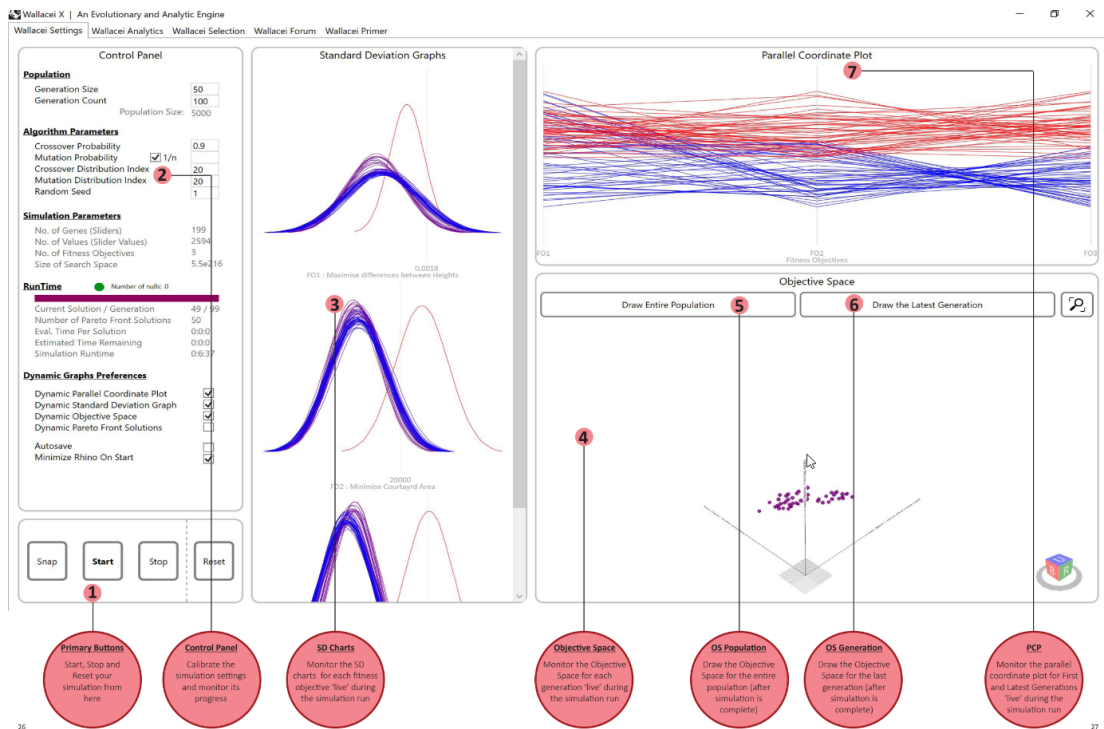 Wallacei X | An Evolutionary and Analytic Engine
Wallacei Settings Wallacei Analytics Wallacei Selection Wallacei Forum Wallacei Primer
Control Panel
Population
Generation Size 50
Generation Count 100
Population Size: 5000
Algorithm Parameters
Crossover Probability 0.9
Mutation Probability 1/n
Crossover Distribution Index 20
Mutation Distribution Index 20
Random Seed 1
2
Simulation Parameters
No. of Genes (Sliders) 199
No. of Values (Slider Values) 2594
No. of Fitness Objectives 3
Size of Search Space 5.5e216
RunTime Number of nulls: 0
Current Solution / Generation 49 / 99
Number of Pareto Front Solutions 50
Eval. Time Per Solution 0:0:0
Estimated Time Remaining 0:0:0
Simulation Runtime 0:6:37
Dynamic Graphs Preferences
Dynamic Parallel Coordinate Plot
Dynamic Standard Deviation Graph
Dynamic Objective Space
Dynamic Pareto Front Solutions
Autosave
Minimize Rhino On Start
Snap Start Stop Reset
1
Standard Deviation Graphs
0.0018
FO1 : Maximise differences between Heights
3
20000
FO2 : Minimise Courtayrd Area
Parallel Coordinate Plot
7
FO1 FO2 FO3
Fitness Objectives
Objective Space
Draw Entire Population 5 6 Draw the Latest Generation
4
U
B R
Primary Buttons
Start, Stop and
Reset your
simulation from
here
Control Panel
Calibrate the
simulation settings
and monitor its
progress
SD Charts
Monitor the SD
charts for each fitness
objective 'live' during
the simulation run
Objective Space
Monitor the Objective
Space for each
generation 'live' during
the simulation run
OS Population
Draw the Objective
Space for the entire
population (after
simulation is
complete)
OS Generation
Draw the Objective
Space for the last
generation (after
simulation is
complete)
PCP
Monitor the parallel
coordinate plot for First
and Latest Generations
'live' during the
simulation run
26
27